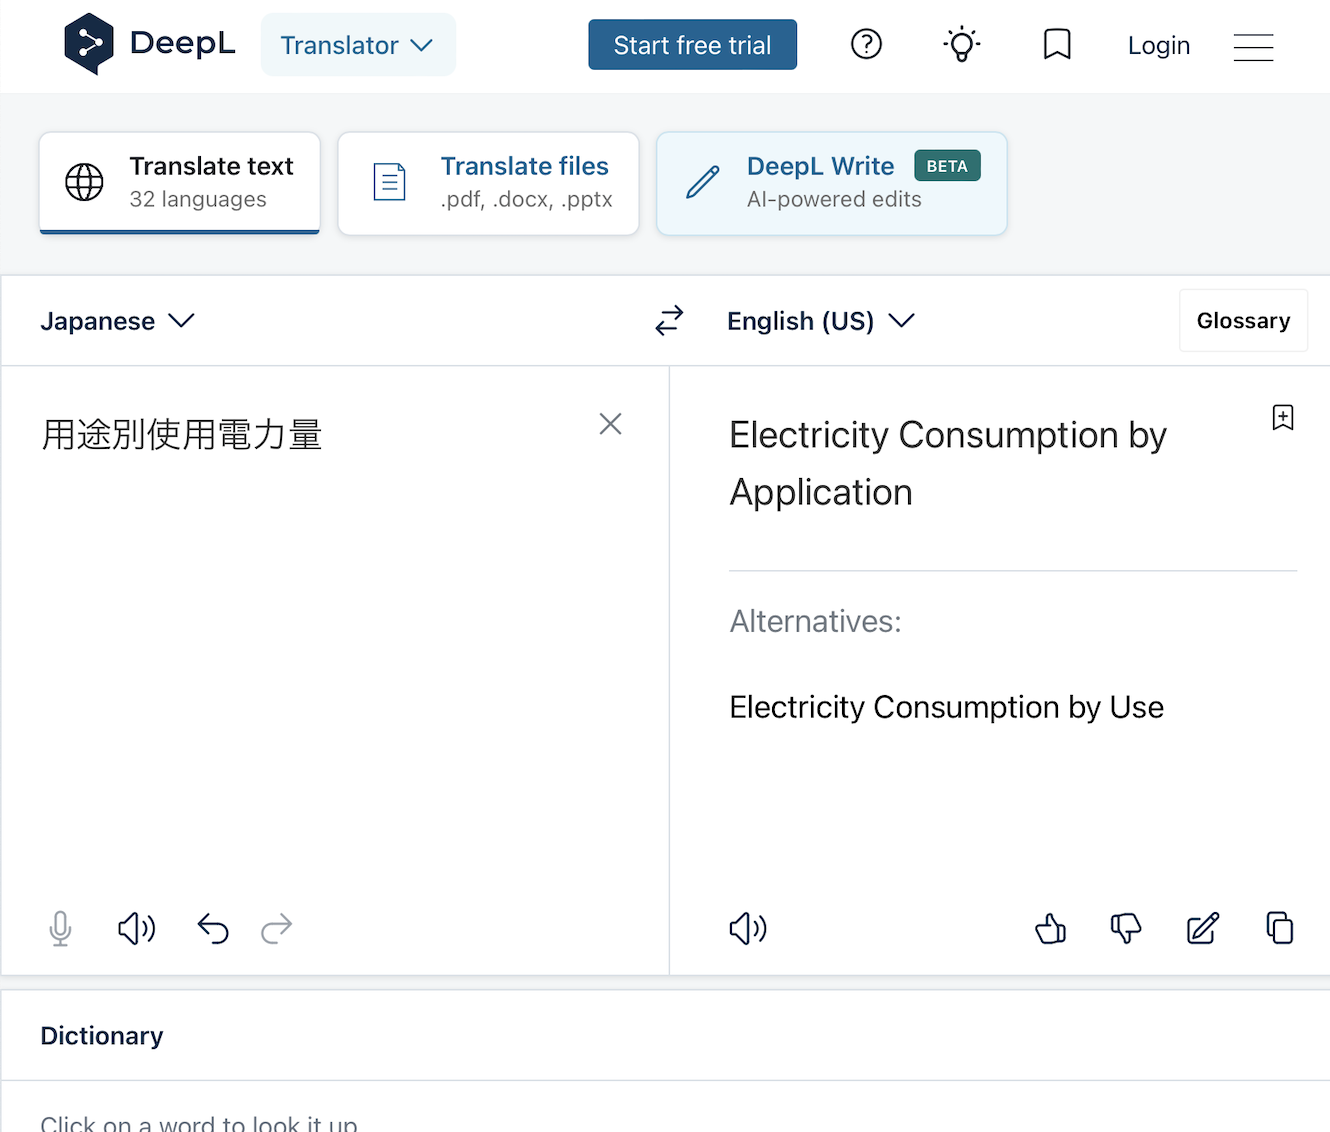 DeepL
Translator
Start free trial
Login
Translate text
32 languages
Translate files
.pdf, .docx, .pptx
DeepL Write BETA
AI-powered edits
Japanese
English (US)
Glossary
用途別使用電力量
Electricity Consumption by
Application
Alternatives:
Electricity Consumption by Use
Dictionary
Click on a word to look it up